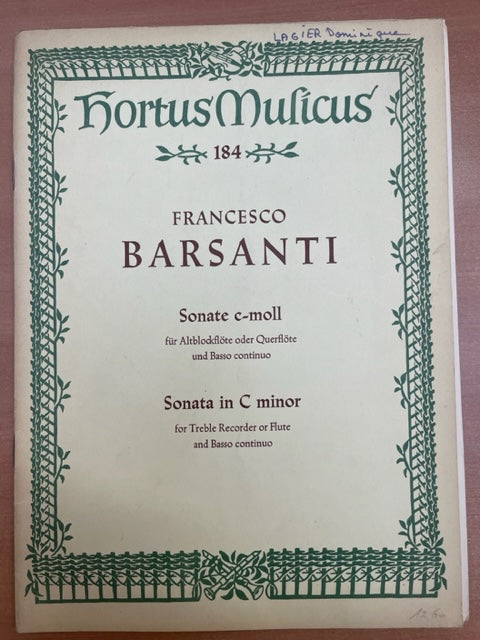 LAGIER Dominique
Hortus Musicus
184
FRANCESCO
BARSANTI
Sonate c-moll
für Altblockflöte oder Querflöte
und Basso continuo
Sonata in C minor
for Treble Recorder or Flute
and Basso continuo